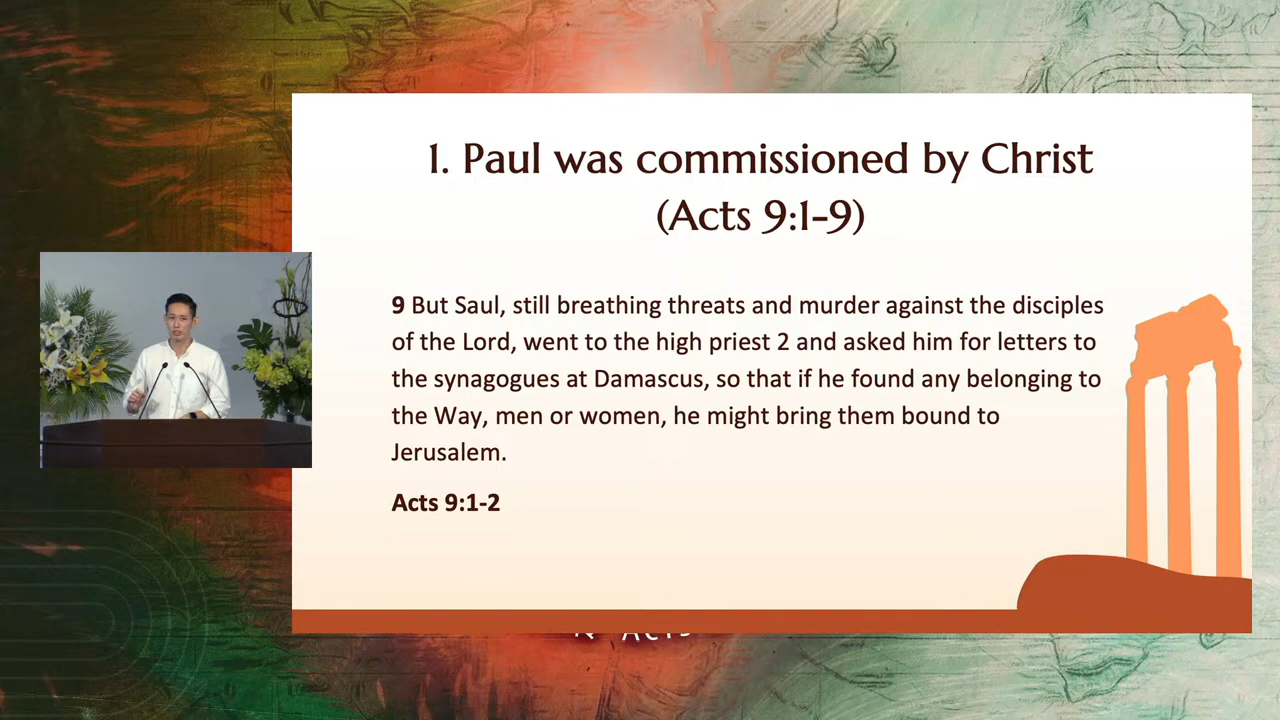 1. Paul was commissioned by Christ
(Acts 9:1-9)
9 But Saul, still breathing threats and murder against the disciples
of the Lord, went to the high priest 2 and asked him for letters to
the synagogues at Damascus, so that if he found any belonging to
the Way, men or women, he might bring them bound to
Jerusalem.
Acts 9:1-2
ACTS